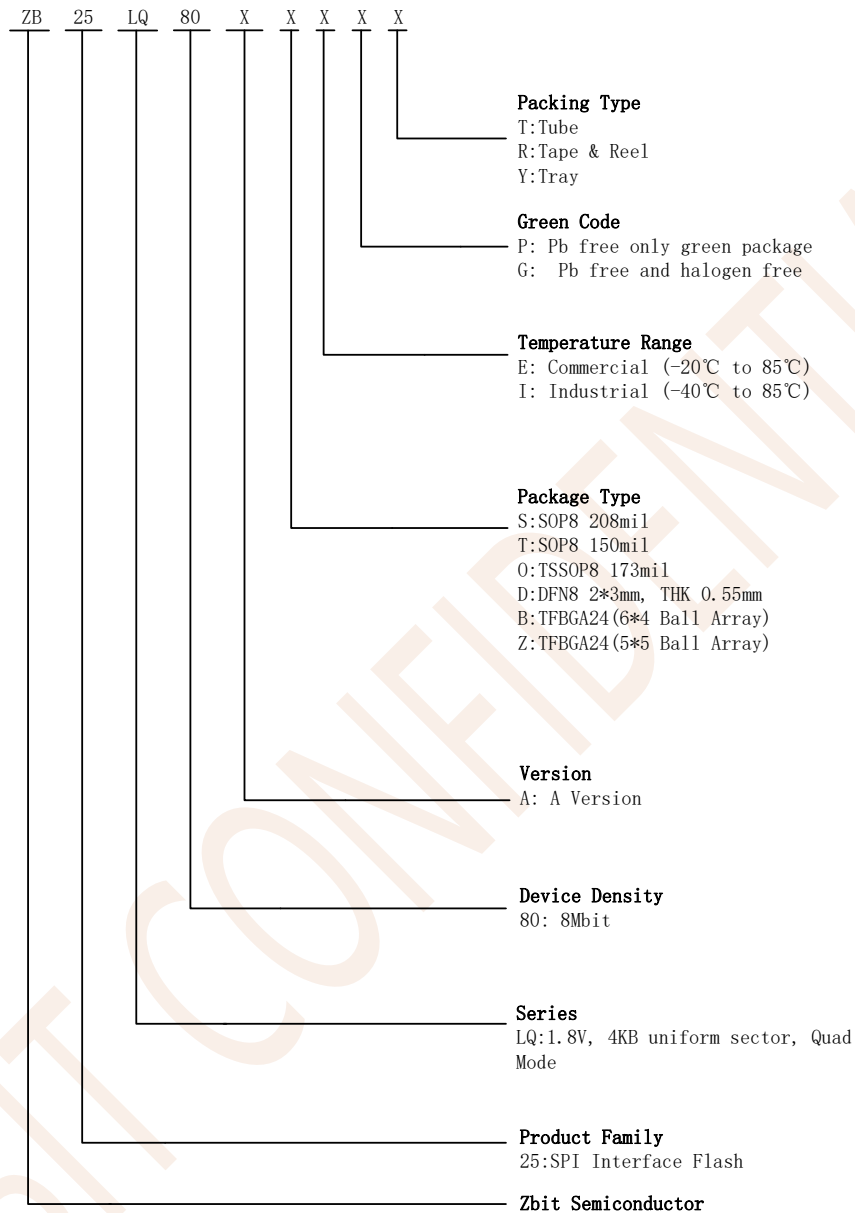 ZB 25 LQ 80 X X X X X
Packing Type
T:Tube
R:Tape & Reel
Y:Tray
Green Code
P: Pb free only green package
G: Pb free and halogen free
Temperature Range
E: Commercial (-20℃ to 85℃)
I: Industrial (-40℃ to 85℃)
Package Type
S:SOP8 208mil
T:SOP8 150mil
O:TSSOP8 173mil
D:DFN8 2*3mm, THK 0.55mm
B:TFBGA24(6*4 Ball Array)
Z:TFBGA24(5*5 Ball Array)
Version
A: A Version
Device Density
80: 8Mbit
Series
LQ:1.8V, 4KB uniform sector, Quad
Mode
Product Family
25:SPI Interface Flash
Zbit Semiconductor
BIT CONFIDENTIA